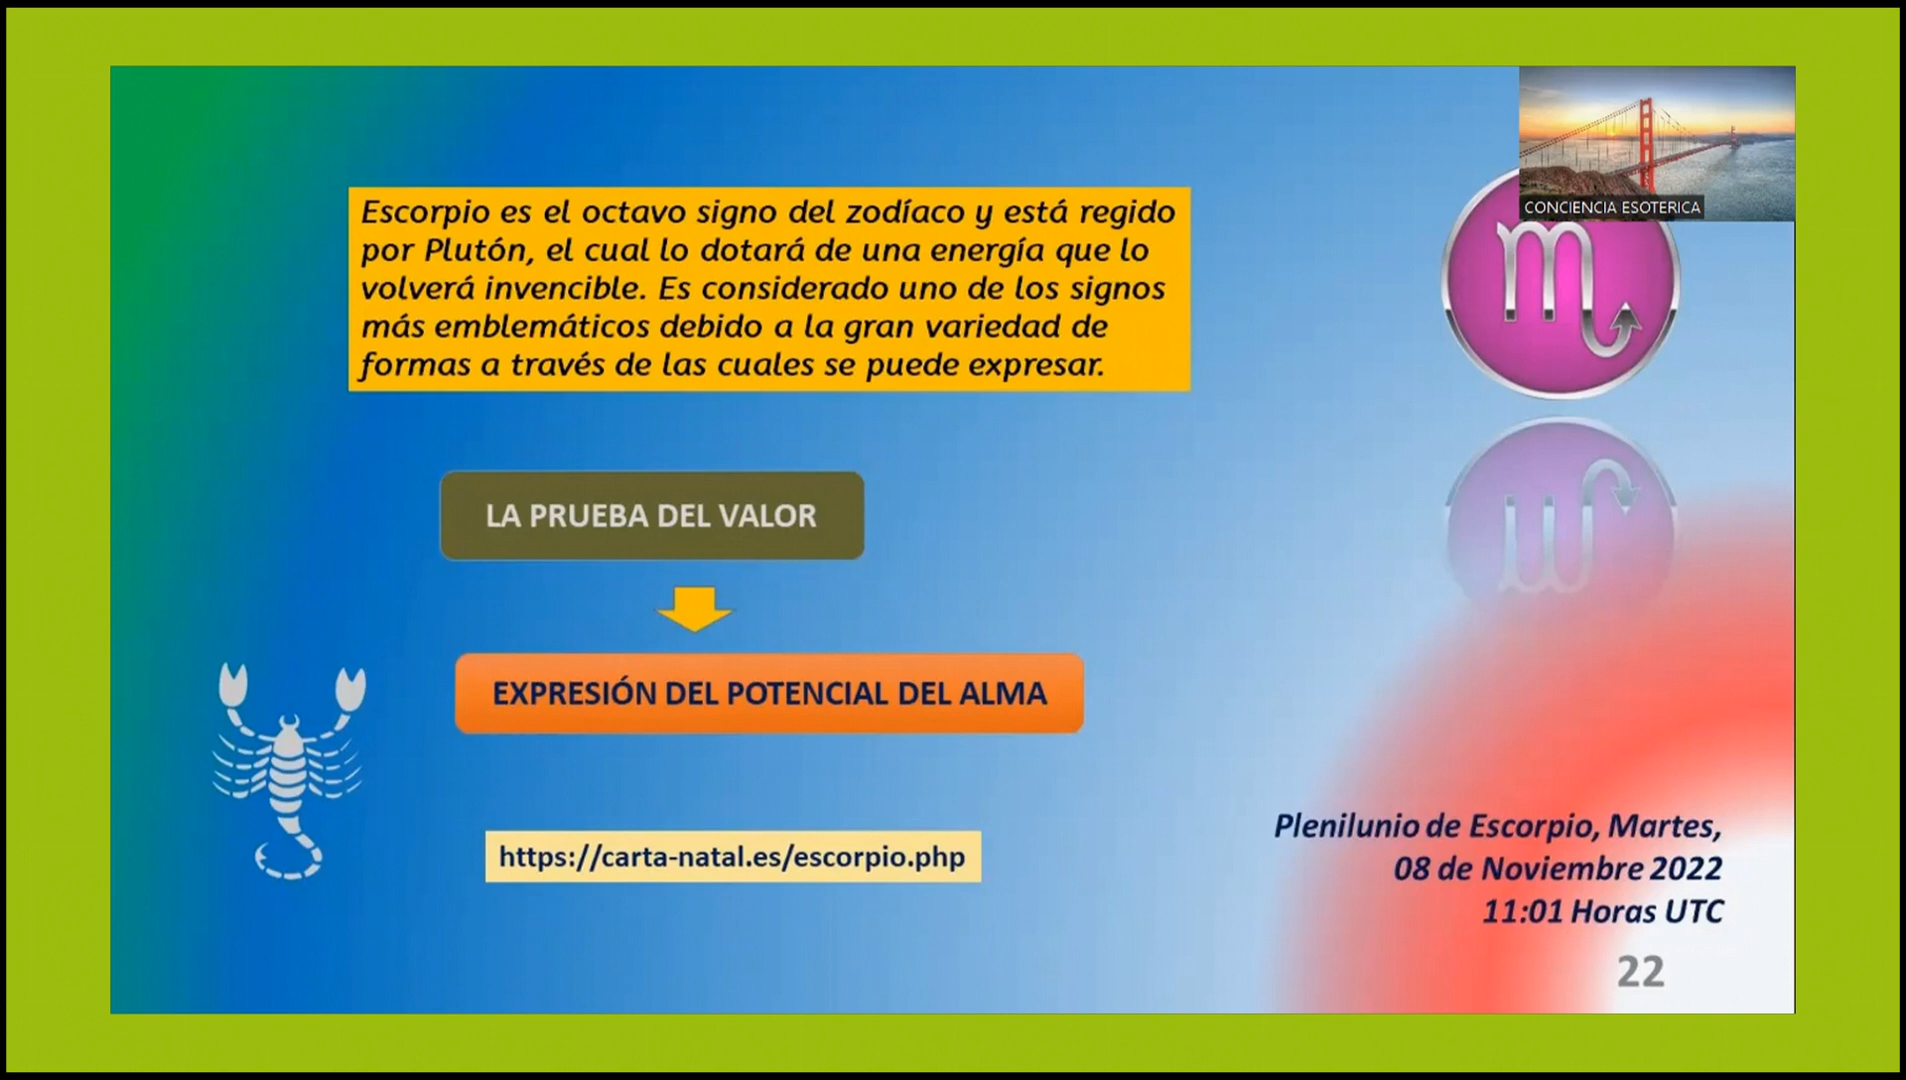 CONCIENCIA ESOTERICA
Escorpio es el octavo signo del zodíaco y está regido
por Plutón, el cual lo dotará de una energía que lo
volverá invencible. Es considerado uno de los signos
más emblemáticos debido a la gran variedad de
formas a través de las cuales se puede expresar.
LA PRUEBA DEL VALOR
EXPRESIÓN DEL POTENCIAL DEL ALMA
https://carta-natal.es/escorpio.php
Plenilunio de Escorpio, Martes,
08 de Noviembre 2022
11:01 Horas UTC
22